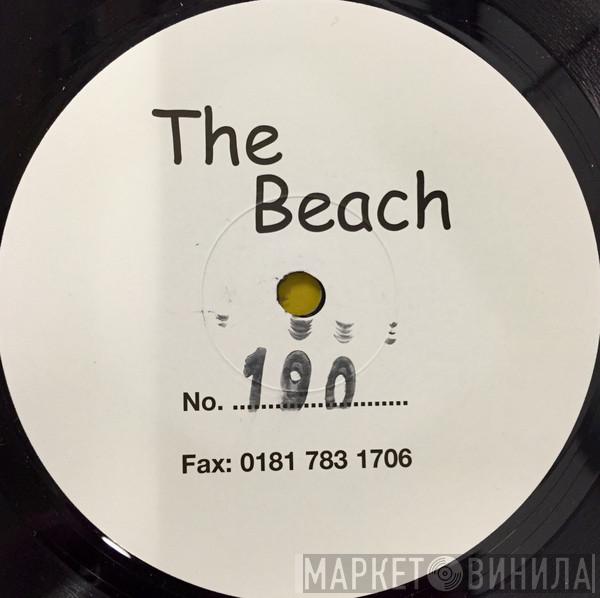 The
Beach
No. .........................
190
Fax: 0181 783 1706
МАРКЕТ ВИНИЛА